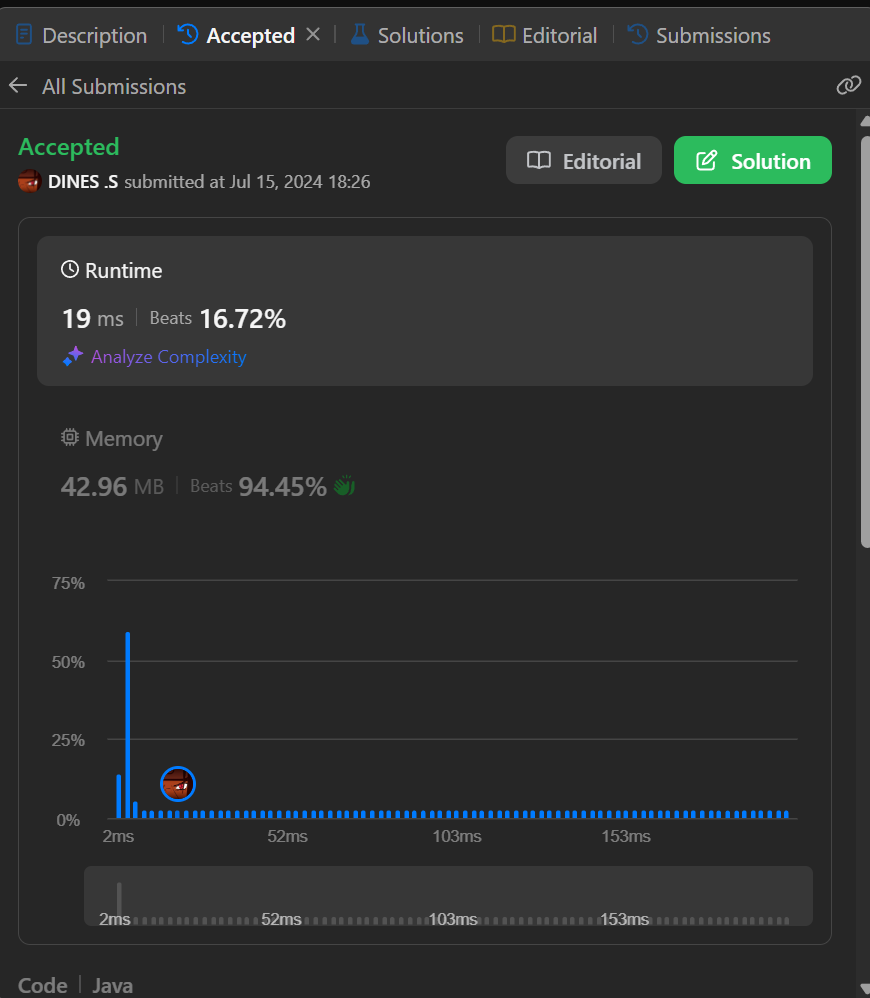 Description | Accepted | Solutions | Editorial | Submissions
All Submissions
Accepted
Editorial
Solution
DINES .S submitted at Jul 15, 2024 18:26
Runtime
19 ms | Beats 16.72%
Analyze Complexity
Memory
42.96 MB | Beats 94.45%
75%
50%
25%
0%
2ms 52ms 103ms 153ms
2ms 52ms 103ms 153ms
Code | Java